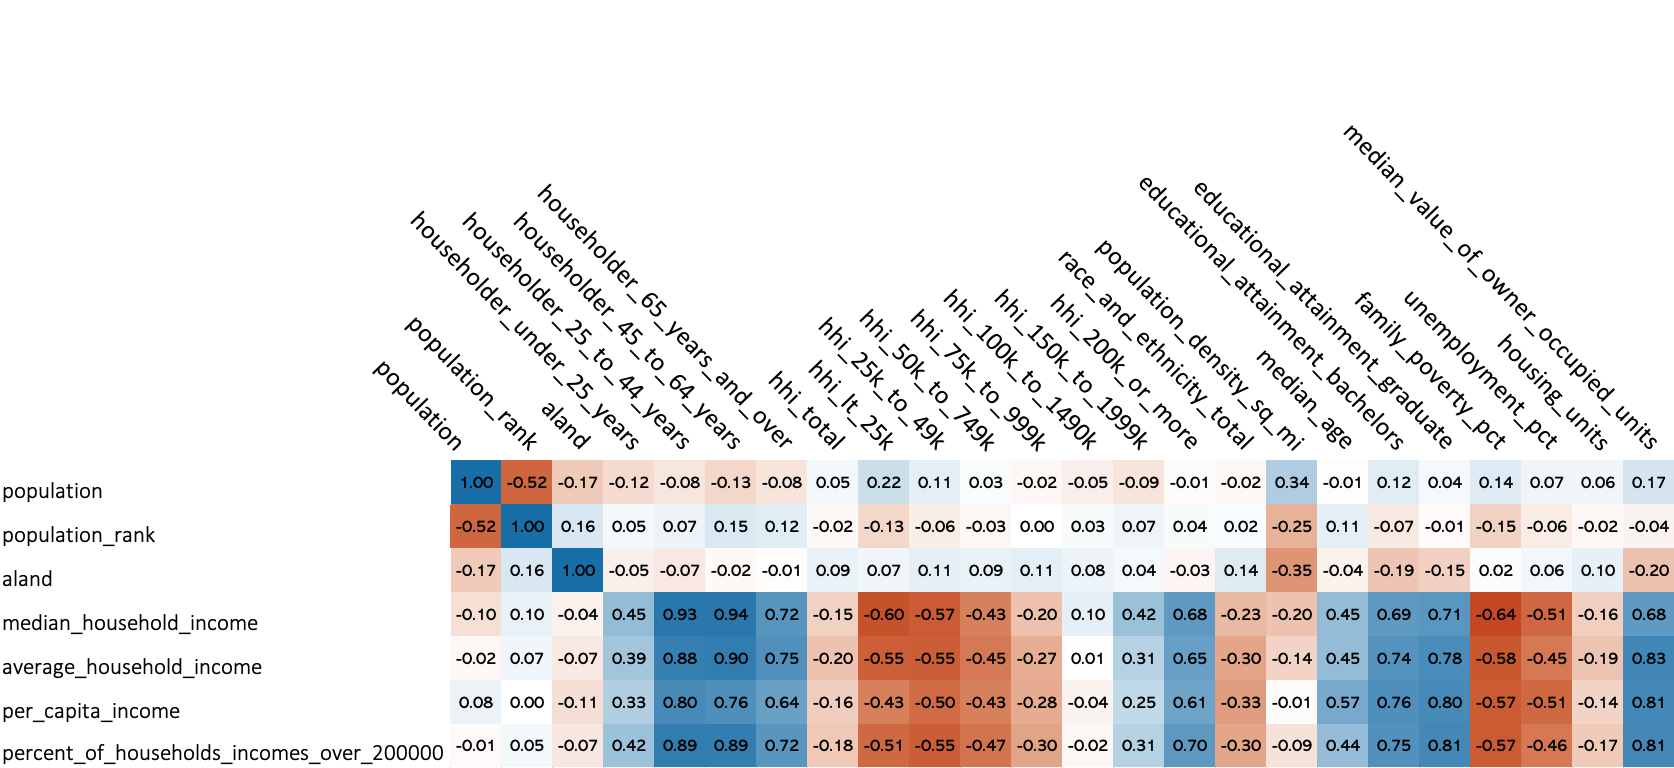 population
population_rank
aland
householder_under_25_years
householder_25_to_44_years
householder_45_to_64_years
householder_65_years_and_over
hhi_total
hhi_lt_25k
hhi_25k_to_49k
hhi_50k_to_749k
hhi_75k_to_999k
hhi_100k_to_1490k
hhi_150k_to_1999k
hhi_200k_or_more
race_and_ethnicity_total
population_density_sq_mi
median_age
educational_attainment_bachelors
educational_attainment_graduate
family_poverty_pct
unemployment_pct
housing_units
median_value_of_owner_occupied_units
population 1.00 -0.52 -0.17 -0.12 -0.08 -0.13 -0.08 0.05 0.22 0.11 0.03 -0.02 -0.05 -0.09 -0.01 -0.02 0.34 -0.01 0.12 0.04 0.14 0.07 0.06 0.17
population_rank -0.52 1.00 0.16 0.05 0.07 0.15 0.12 -0.02 -0.13 -0.06 -0.03 0.00 0.03 0.07 0.04 0.02 -0.25 0.11 -0.07 -0.01 -0.15 -0.06 -0.02 -0.04
aland -0.17 0.16 1.00 -0.05 -0.07 -0.02 -0.01 0.09 0.07 0.11 0.09 0.11 0.08 0.04 -0.03 0.14 -0.35 -0.04 -0.19 -0.15 0.02 0.06 0.10 -0.20
median_household_income -0.10 0.10 -0.04 0.45 0.93 0.94 0.72 -0.15 -0.60 -0.57 -0.43 -0.20 0.10 0.42 0.68 -0.23 -0.20 0.45 0.69 0.71 -0.64 -0.51 -0.16 0.68
average_household_income -0.02 0.07 -0.07 0.39 0.88 0.90 0.75 -0.20 -0.55 -0.55 -0.45 -0.27 0.01 0.31 0.65 -0.30 -0.14 0.45 0.74 0.78 -0.58 -0.45 -0.19 0.83
per_capita_income 0.08 0.00 -0.11 0.33 0.80 0.76 0.64 -0.16 -0.43 -0.50 -0.43 -0.28 -0.04 0.25 0.61 -0.33 -0.01 0.57 0.76 0.80 -0.57 -0.51 -0.14 0.81
percent_of_households_incomes_over_200000 -0.01 0.05 -0.07 0.42 0.89 0.89 0.72 -0.18 -0.51 -0.55 -0.47 -0.30 -0.02 0.31 0.70 -0.30 -0.09 0.44 0.75 0.81 -0.57 -0.46 -0.17 0.81